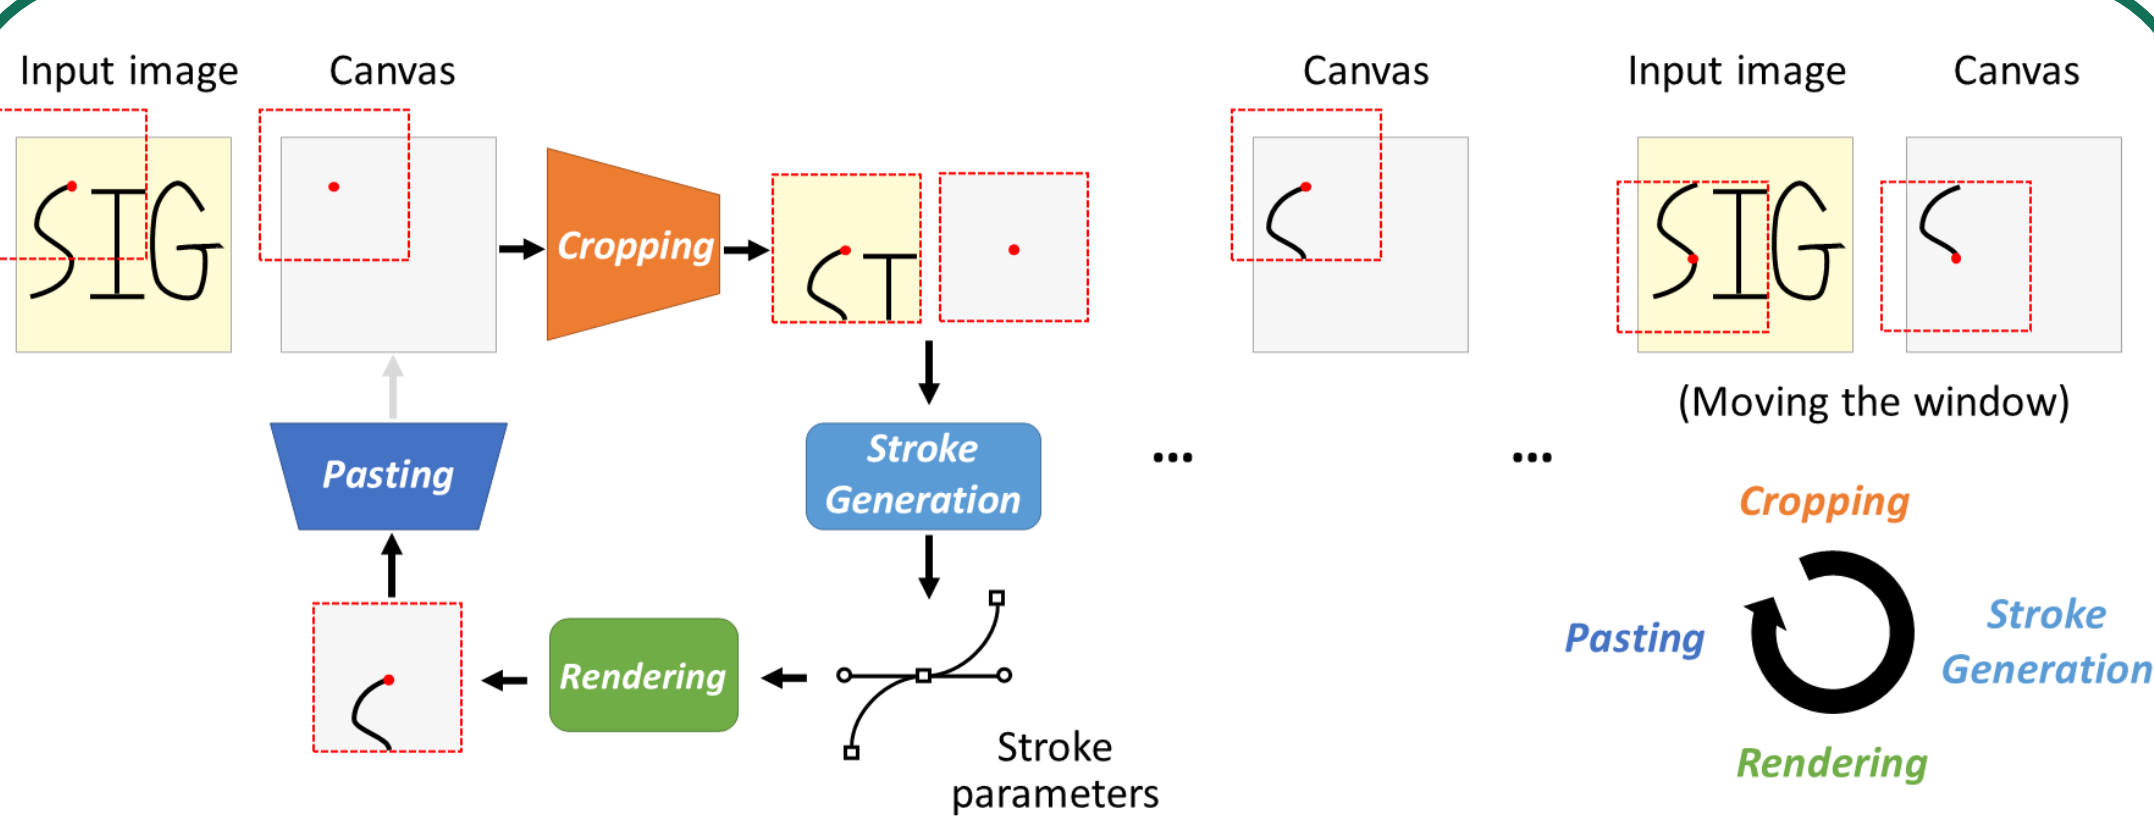 Input image
Canvas
Canvas
Input image
Canvas
SIG
SIG
Cropping
(Moving the window)
Pasting
Stroke
Generation
...
...
Cropping
Rendering
Pasting
Stroke
Generation
Stroke
parameters
Rendering